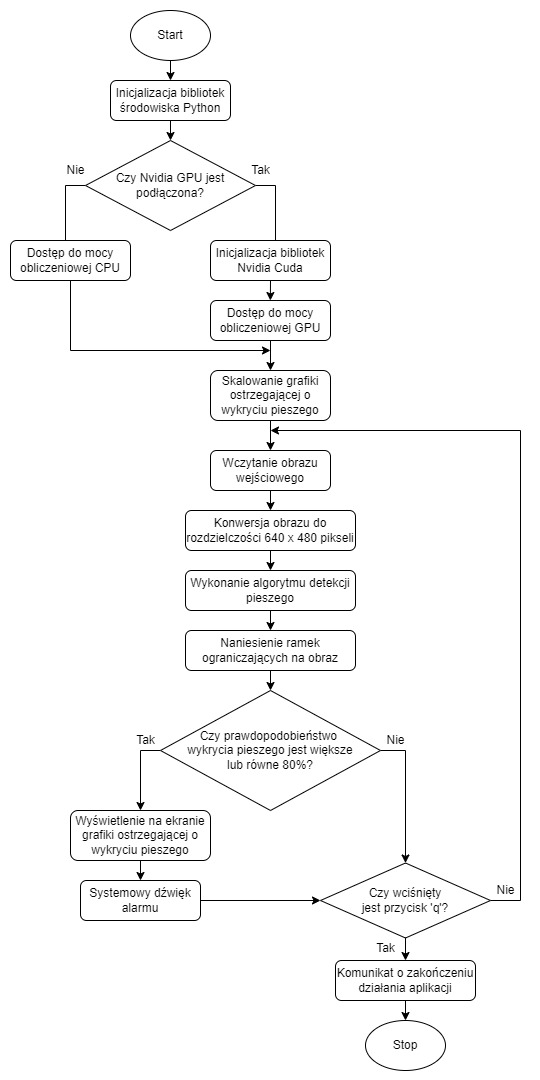 Start
Inicjalizacja bibliotek
środowiska Python
Nie
Czy Nvidia GPU jest
podłączona?
Tak
Dostęp do mocy
obliczeniowej CPU
Inicjalizacja bibliotek
Nvidia Cuda
Dostęp do mocy
obliczeniowej GPU
Skalowanie grafiki
ostrzegającej o
wykryciu pieszego
Wczytanie obrazu
wejściowego
Konwersja obrazu do
rozdzielczości 640 x 480 pikseli
Wykonanie algorytmu detekcji
pieszego
Naniesienie ramek
ograniczających na obraz
Tak
Czy prawdopodobieństwo
wykrycia pieszego jest większe
lub równe 80%?
Nie
Wyświetlenie na ekranie
grafiki ostrzegającej o
wykryciu pieszego
Systemowy dźwięk
alarmu
Czy wciśnięty
jest przycisk 'q'?
Nie
Tak
Komunikat o zakończeniu
działania aplikacji
Stop